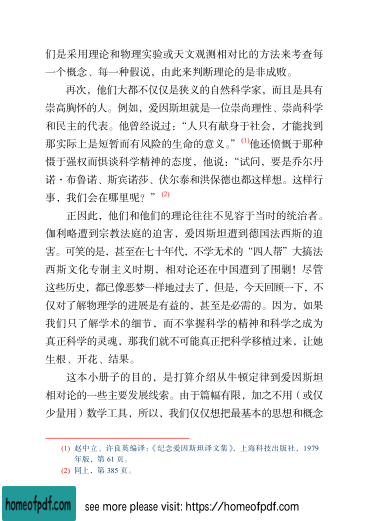 们是采用理论和物理实验或天文观测相对比的方法来考查每
一个概念、每一种假说，由此来判断理论的是非成败。
再次，他们大都不仅仅是狭义的自然科学家，而且是具有
崇高胸怀的人。例如，爱因斯坦就是一位崇尚理性、崇尚科学
和民主的代表。他曾经说过：“人只有献身于社会，才能找到
那实际上是短暂而有风险的生命的意义。” (1)他还愤慨于那种
慑于强权而惧谈科学精神的态度，他说：“试问，要是乔尔丹
诺·布鲁诺、斯宾诺莎、伏尔泰和洪保德也都这样想。这样行
事，我们会在哪里呢？” (2)
正因此，他们和他们的理论往往不见容于当时的统治者。
伽利略遭到宗教法庭的迫害，爱因斯坦遭到德国法西斯的迫
害。可笑的是，甚至在七十年代，不学无术的“四人帮”大搞法
西斯文化专制主义时期，相对论还在中国遭到了围剿！尽管
这些历史，都已像恶梦一样地过去了，但是，今天回顾一下，不
仅对了解物理学的进展是有益的，甚至是必需的。因为，如果
我们只了解学术的细节，而不掌握科学的精神和科学之成为
真正科学的灵魂，那我们就不可能真正把科学移植过来，让她
生根、开花、结果。
这本小册子的目的，是打算介绍从牛顿定律到爱因斯坦
相对论的一些主要发展线索。由于篇幅有限，加之不用（或仅
少量用）数学工具，所以，我们仅仅想把最基本的思想和概念
(1) 赵中立、许良英编译：《纪念爱因斯坦译文集》，上海科技出版社，1979
年版，第 61 页。
(2) 同上，第 385 页。
homeofpdf.com
see more please visit: https://homeofpdf.com